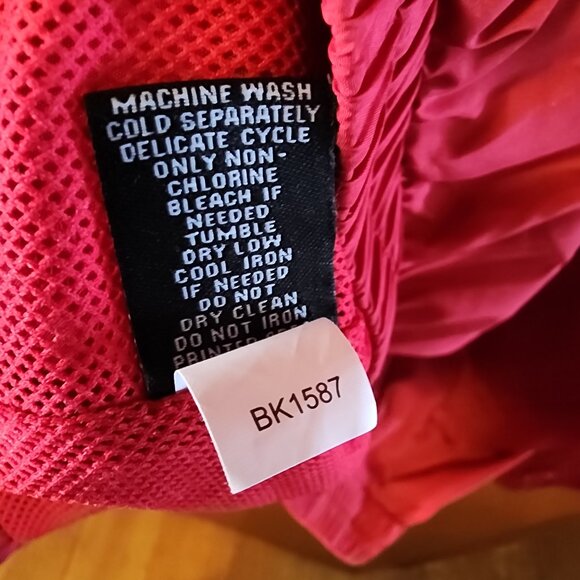 MACHINE WASH
COLD SEPARATELY
DELICATE CYCLE
ONLY NON-
CHLORINE
BLEACH IF
NEEDED
TUMBLE
DRY LOW
COOL IRON
IF NEEDED
DO NOT
DRY CLEAN
DO NOT IRON
PRINTED
BK1587